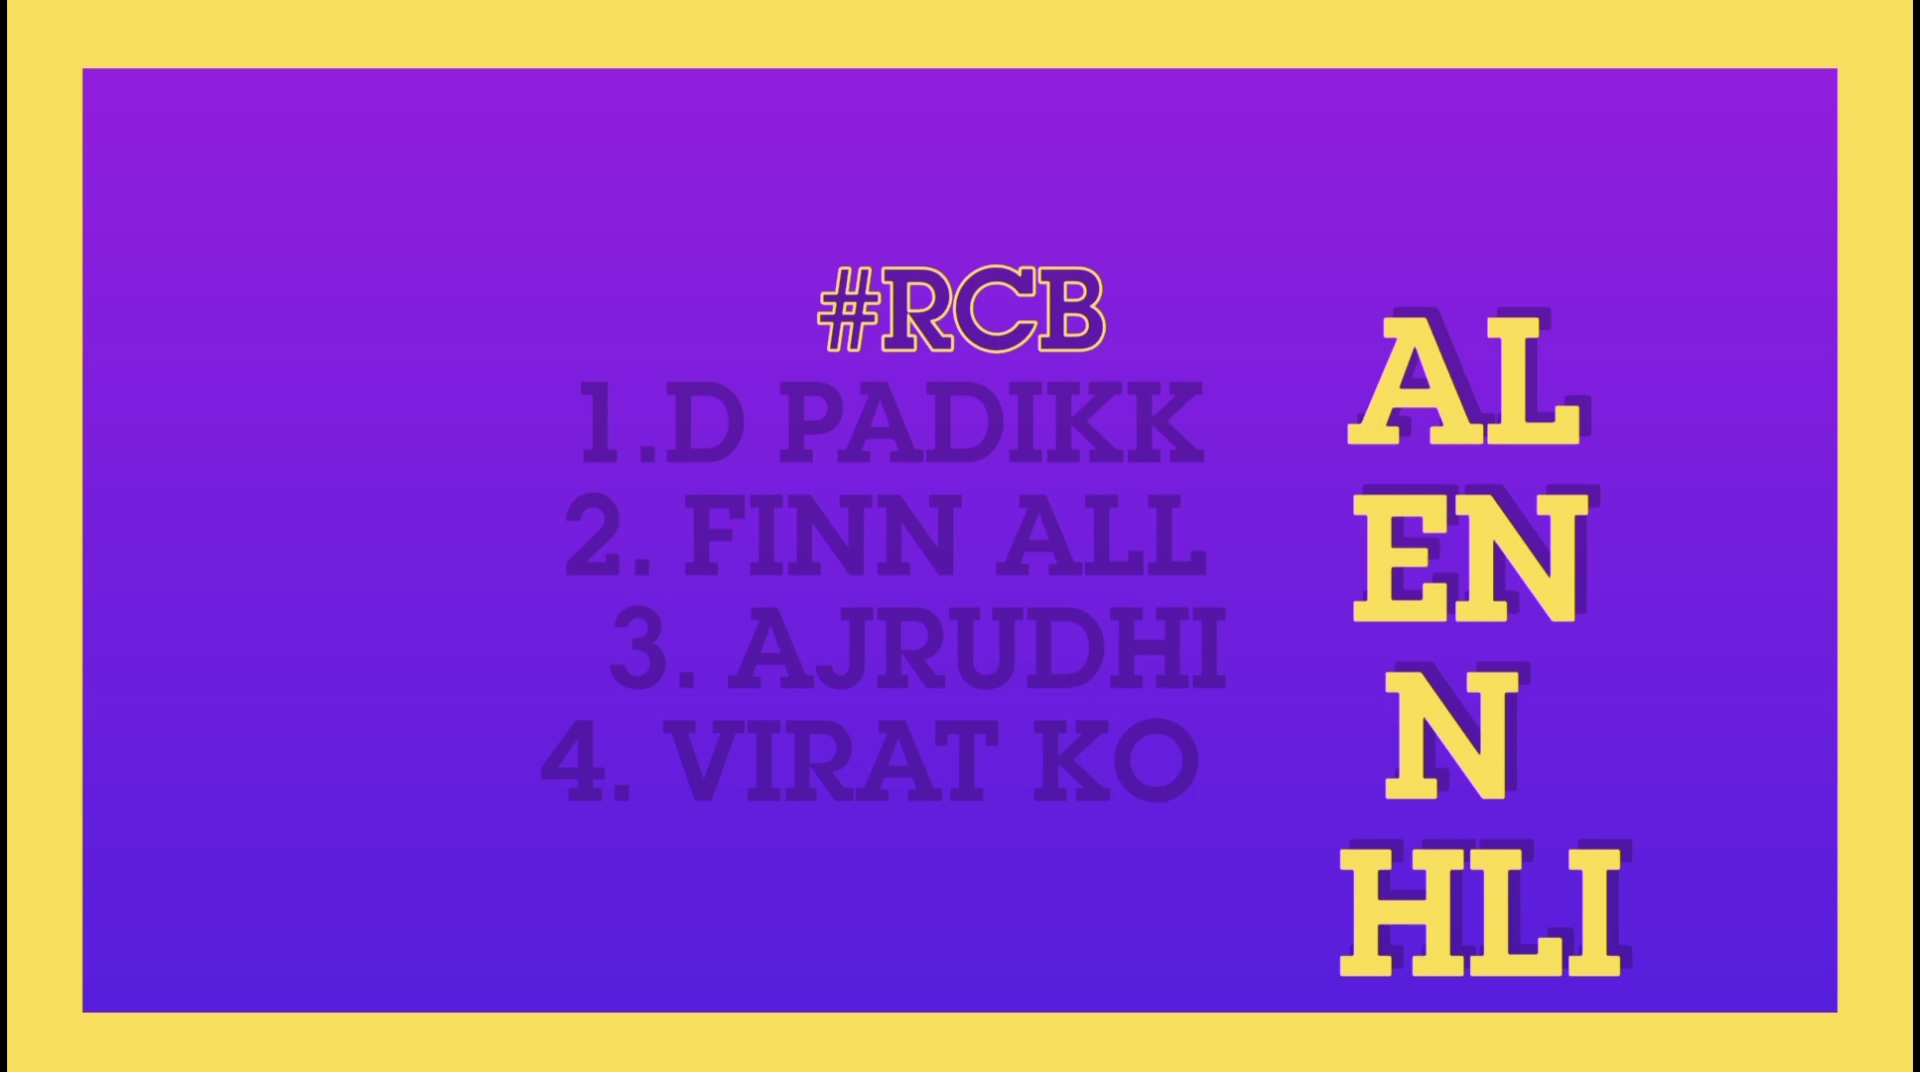 #RCB
1.D PADIKK
2. FINN ALL
3. AJRUDHI
4. VIRAT KO
AL
EN
N
HLI